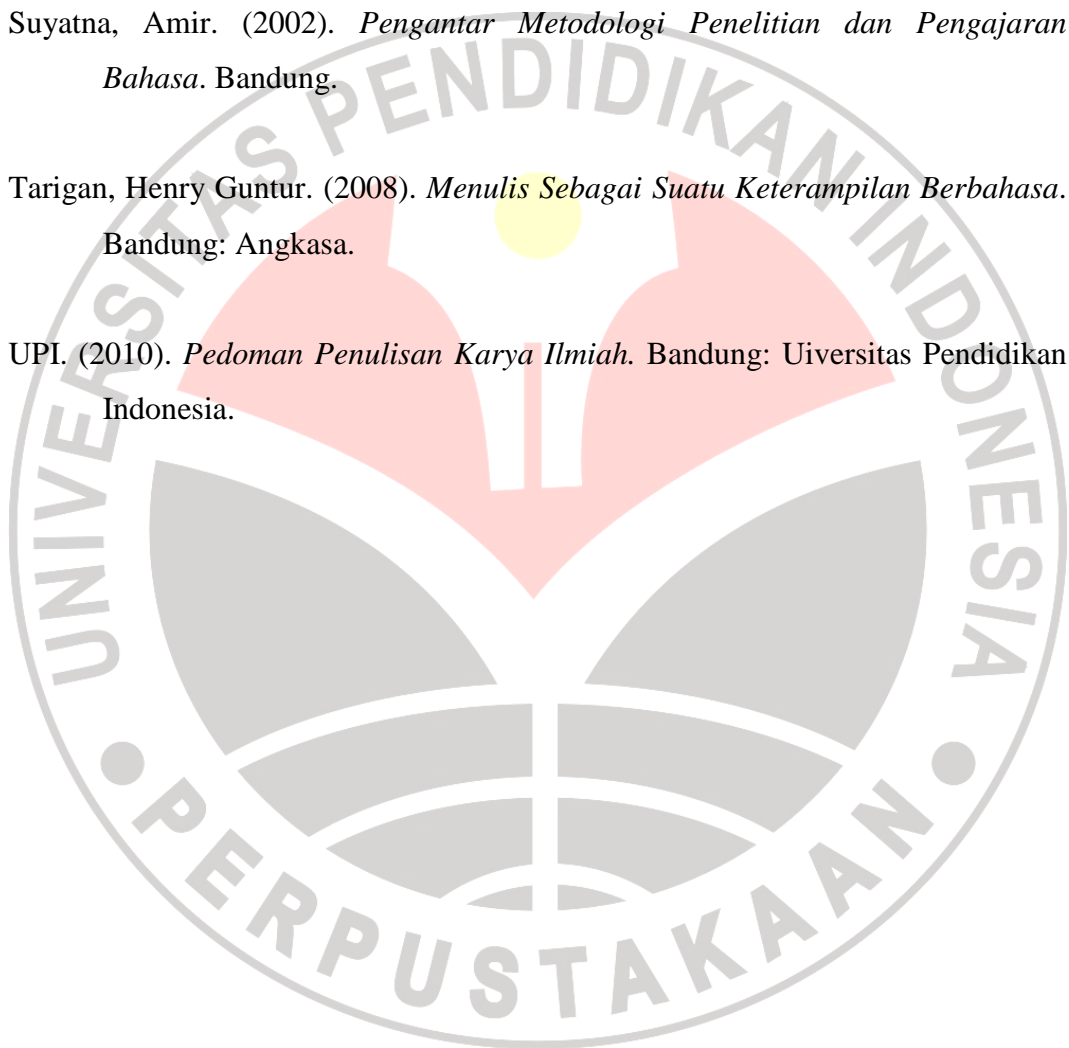 Suyatna, Amir. (2002). Pengantar Metodologi Penelitian dan Pengajaran
Bahasa. Bandung.
Tarigan, Henry Guntur. (2008). Menulis Sebagai Suatu Keterampilan Berbahasa.
Bandung: Angkasa.
UPI. (2010). Pedoman Penulisan Karya Ilmiah. Bandung: Uiversitas Pendidikan
Indonesia.
UNIVERSITAS PENDIDIKAN INDONESIA
PERPUSTAKAAN